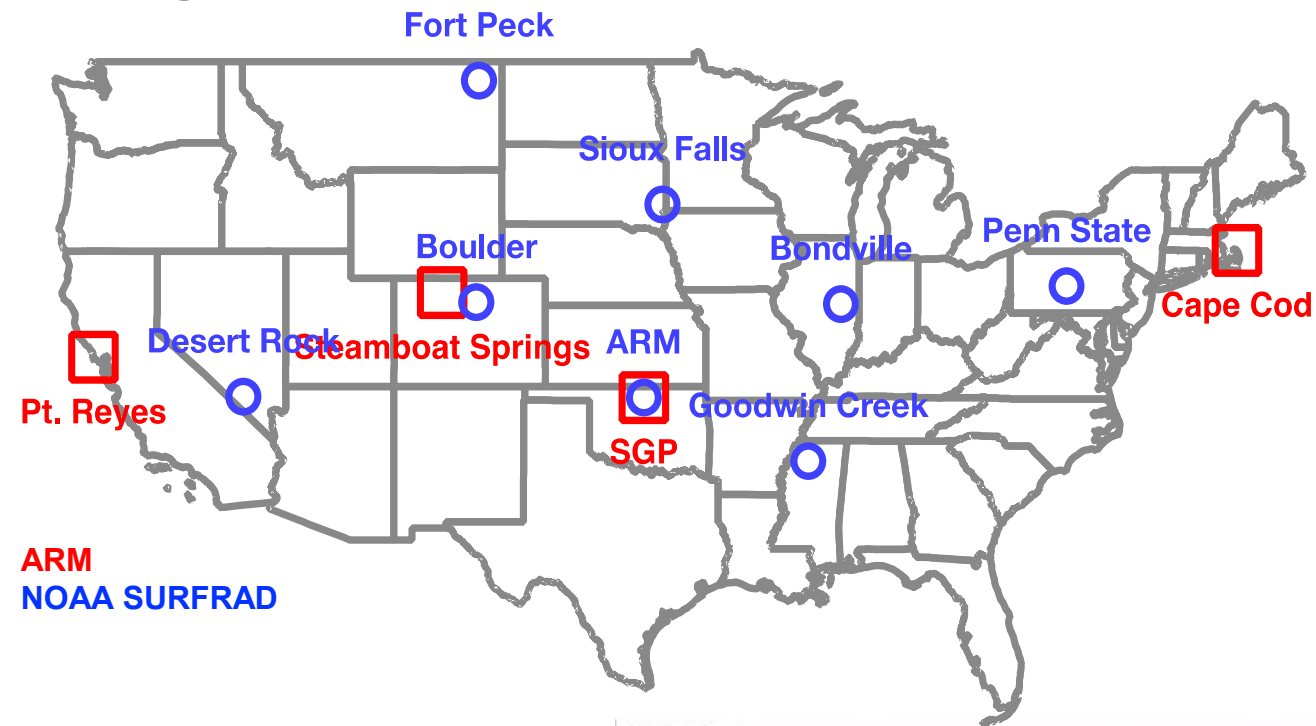 Fort Peck
Sioux Falls
Penn State
Boulder
Bondville
Cape Cod
Desert Rock
Steamboat Springs
ARM
Pt. Reyes
Goodwin Creek
SGP
ARM
NOAA SURFRAD